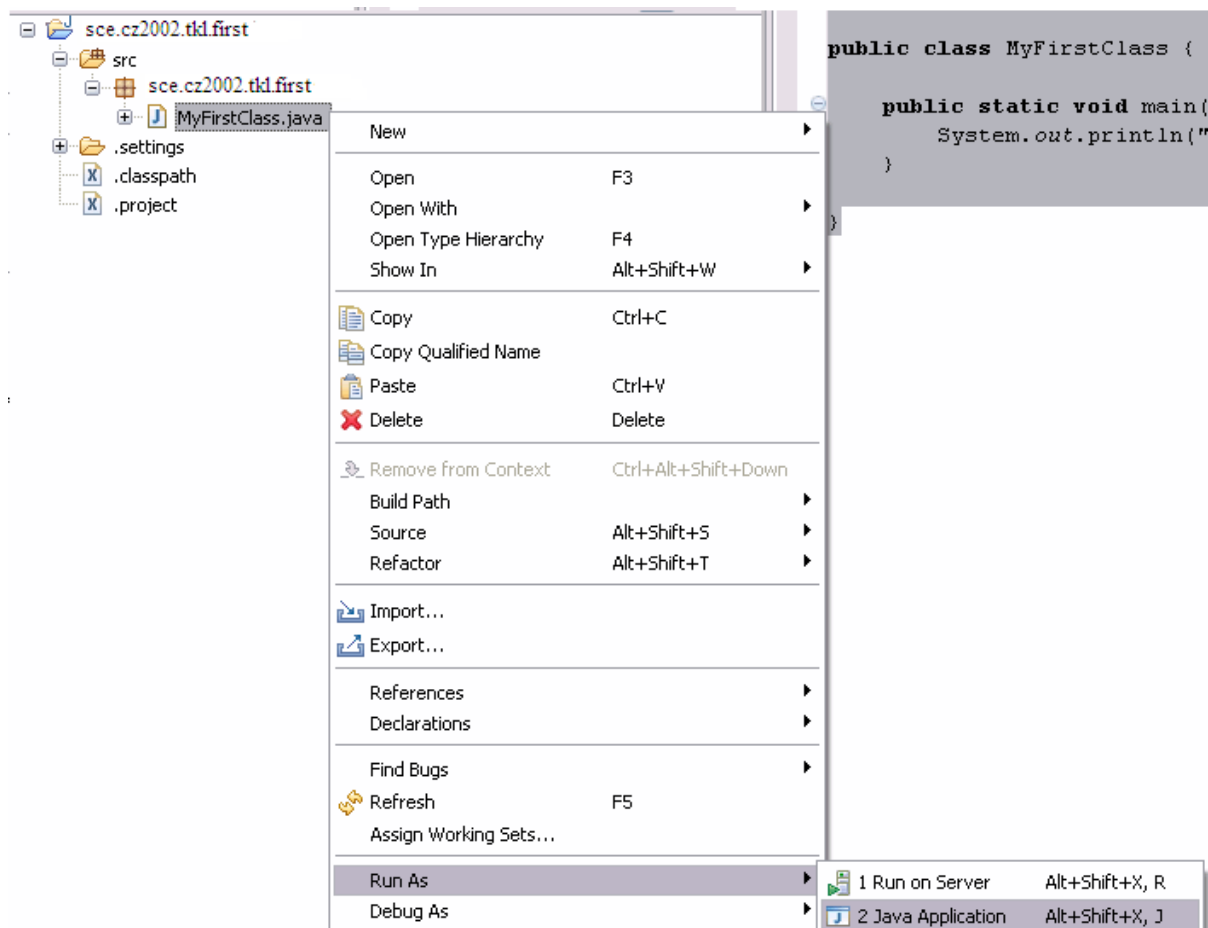 sce.cz2002.tkl.first
src
sce.cz2002.tkl.first
MyFirstClass.java
.settings
.classpath
.project
public class MyFirstClass {
public static void main(
System.out.println("
}
}
New
Open F3
Open With
Open Type Hierarchy F4
Show In Alt+Shift+W
Copy Ctrl+C
Copy Qualified Name
Paste Ctrl+V
Delete Delete
Remove from Context Ctrl+Alt+Shift+Down
Build Path
Source Alt+Shift+S
Refactor Alt+Shift+T
Import...
Export...
References
Declarations
Find Bugs
Refresh F5
Assign Working Sets...
Run As
Debug As
1 Run on Server Alt+Shift+X, R
2 Java Application Alt+Shift+X, J